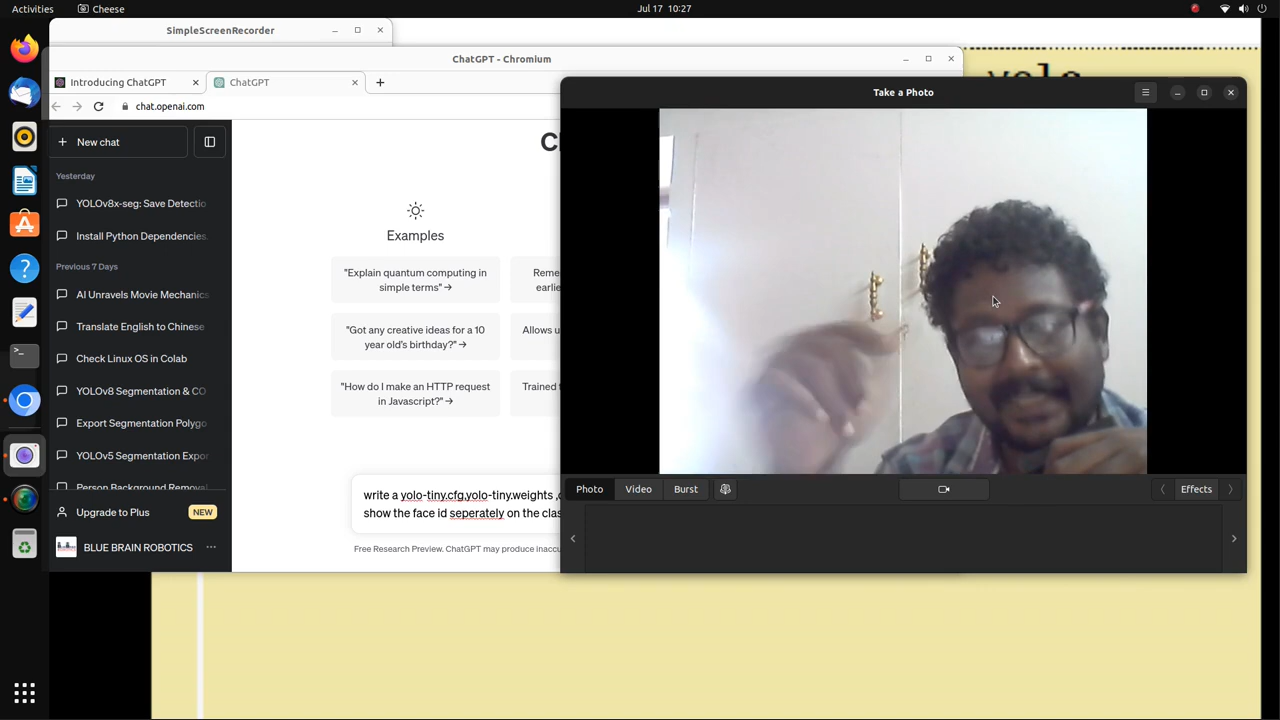 Activities
Cheese
Jul 17 10:27
SimpleScreenRecorder
ChatGPT - Chromium
Introducing ChatGPT
ChatGPT
chat.openai.com
Take a Photo
New chat
Yesterday
YOLOv8x-seg: Save Detectio
Install Python Dependencies.
Previous 7 Days
AI Unravels Movie Mechanics
Translate English to Chinese
Check Linux OS in Colab
YOLOv8 Segmentation & CO
Export Segmentation Polygo
YOLOv5 Segmentation Expor
Person Background Removal
Upgrade to Plus
NEW
BLUE BRAIN ROBOTICS
Examples
"Explain quantum computing in
simple terms" →
"Got any creative ideas for a 10
year old's birthday?" →
"How do I make an HTTP request
in Javascript?" →
Reme
earlie
Allows u
Trained t
write a yolo-tiny.cfg,yolo-tiny.weights ,c
show the face id seperately on the clas
Free Research Preview. ChatGPT may produce inaccu
Photo
Video
Burst
Effects